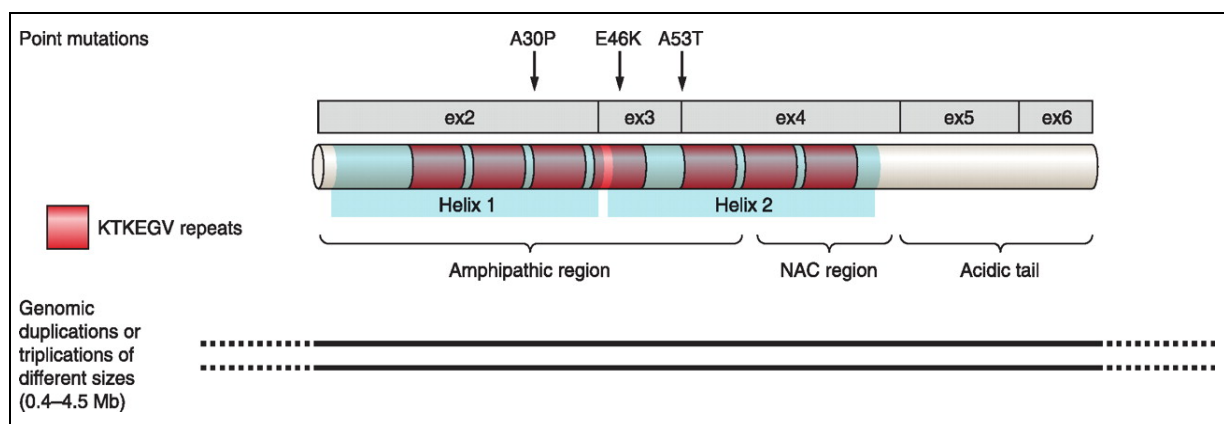 Point mutations
A30P E46K A53T
ex2 ex3 ex4 ex5 ex6
Helix 1 Helix 2
KTKEGV repeats
Amphipathic region NAC region Acidic tail
Genomic
duplications or
triplications of
different sizes
(0.4–4.5 Mb)